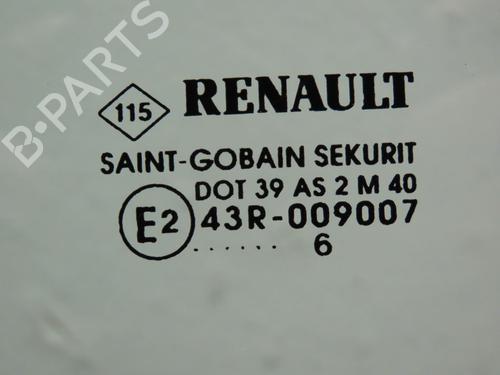 B-PARTS
115 RENAULT
SAINT-GOBAIN SEKURIT
DOT 39 AS 2 M 40
E2 43R-009007
...... 6